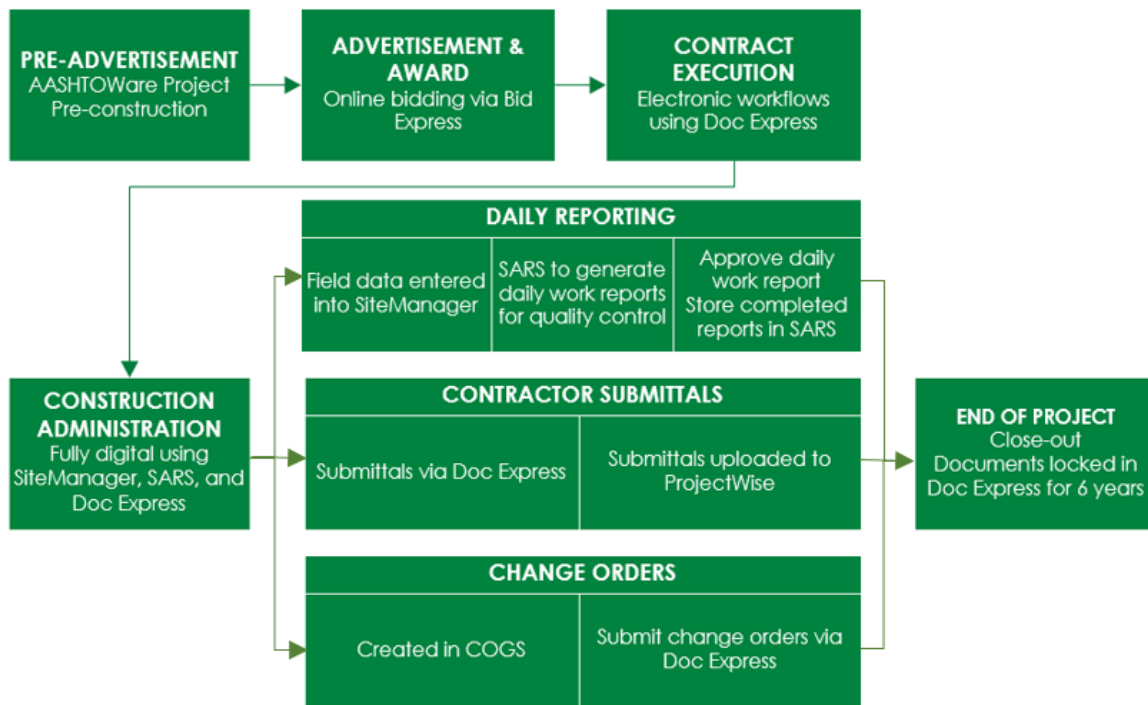 PRE-ADVERTISEMENT
AASHTOWare Project
Pre-construction
ADVERTISEMENT &
AWARD
Online bidding via Bid
Express
CONTRACT
EXECUTION
Electronic workflows
using Doc Express
DAILY REPORTING
Field data entered
into SiteManager
SARS to generate
daily work reports
for quality control
Approve daily
work report
Store completed
reports in SARS
CONSTRUCTION
ADMINISTRATION
Fully digital using
SiteManager, SARS, and
Doc Express
CONTRACTOR SUBMITTALS
Submittals via Doc Express
Submittals uploaded to
ProjectWise
CHANGE ORDERS
Created in COGS
Submit change orders via
Doc Express
END OF PROJECT
Close-out
Documents locked in
Doc Express for 6 years